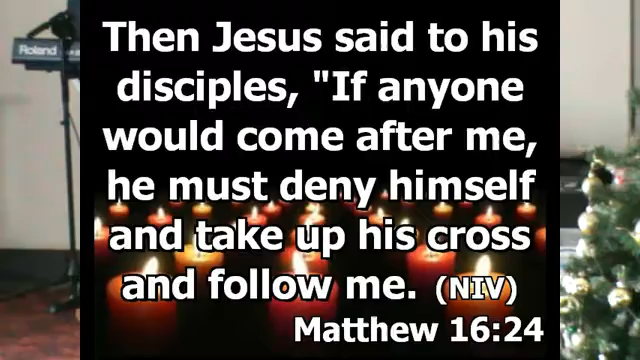 Roland
Then Jesus said to his
disciples, "If anyone
would come after me,
he must deny himself
and take up his cross
and follow me. (NIV)
Matthew 16:24